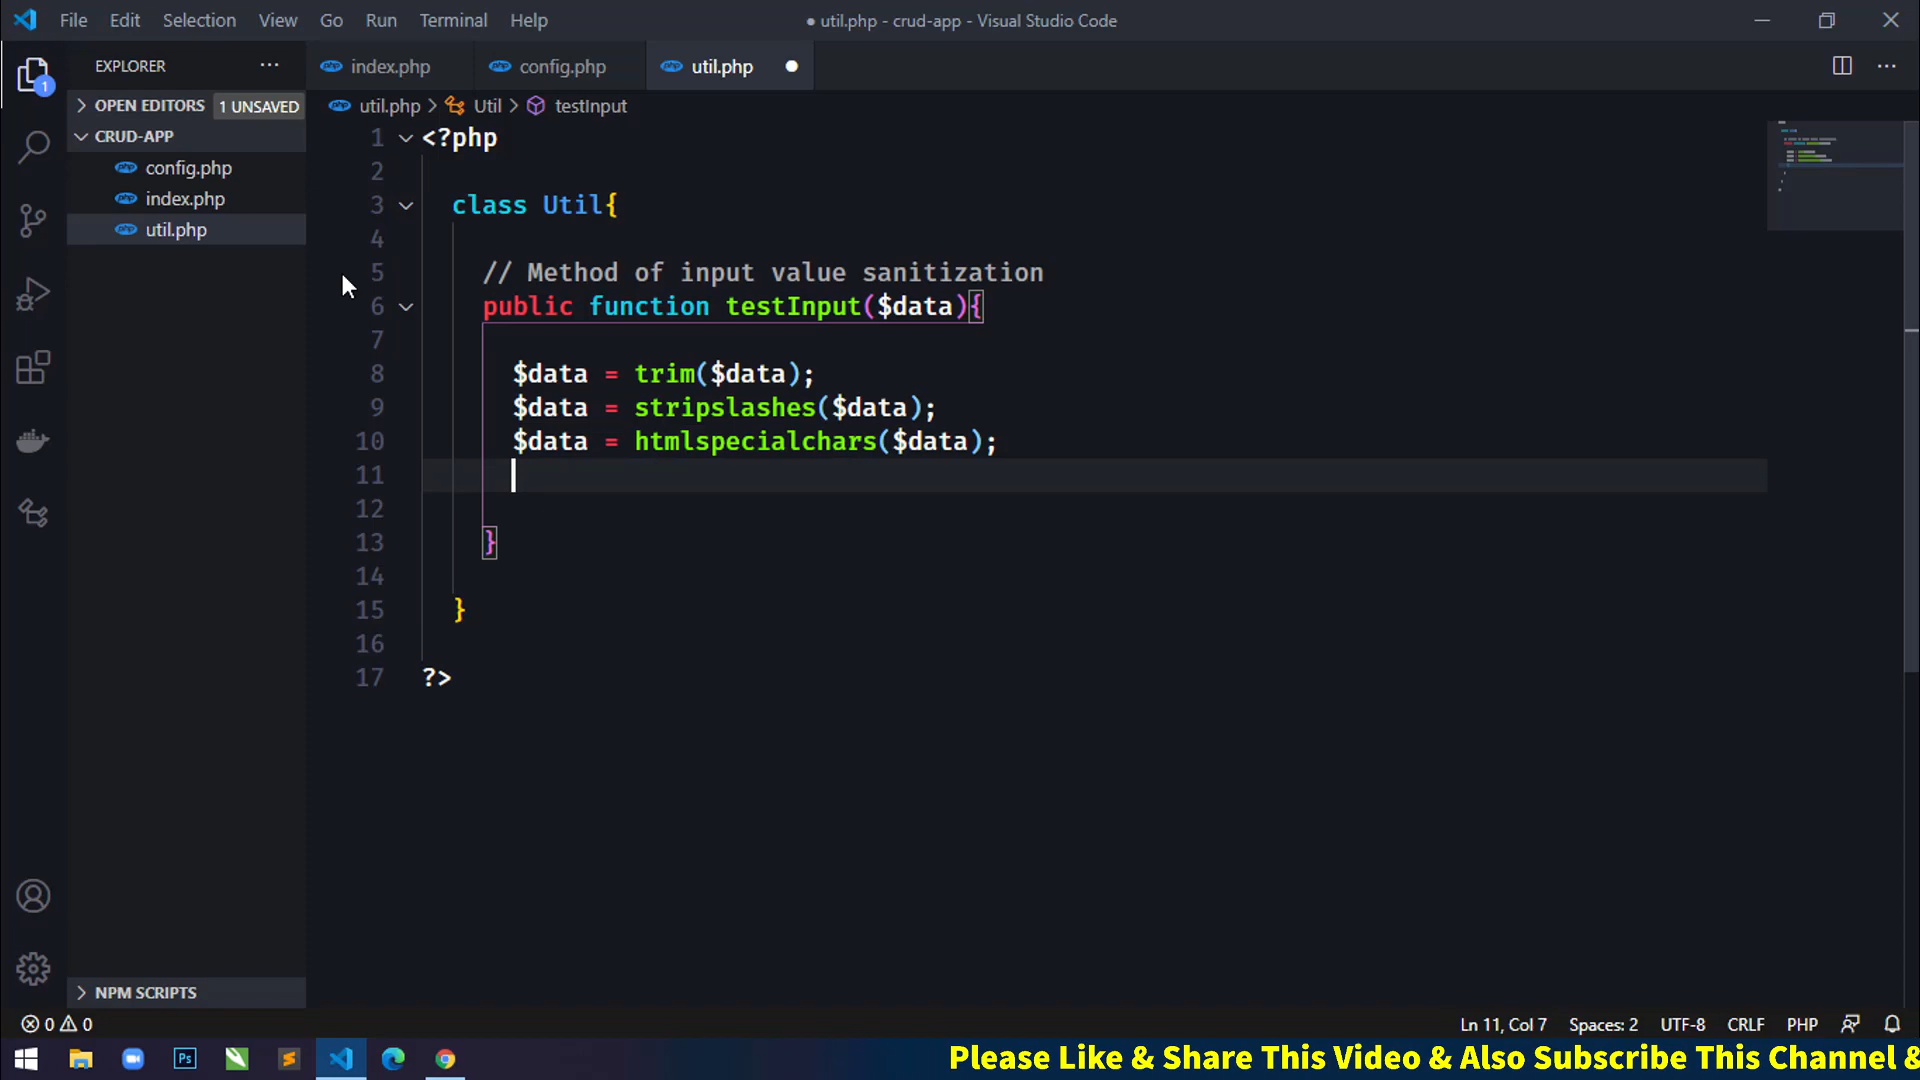 File Edit Selection View Go Run Terminal Help
● util.php - crud-app - Visual Studio Code
EXPLORER
index.php
config.php
util.php
OPEN EDITORS 1 UNSAVED
util.php > Util > testInput
CRUD-APP
config.php
index.php
util.php
1
1 <?php
2
3 class Util{
4
5 // Method of input value sanitization
6 public function testInput($data){
7
8 $data = trim($data);
9 $data = stripslashes($data);
10 $data = htmlspecialchars($data);
11
12
13 }
14
15 }
16
17 ?>
NPM SCRIPTS
0 0
Ln 11, Col 7 Spaces: 2 UTF-8 CRLF PHP
php
Ps
Please Like & Share This Video & Also Subscribe This Channel &